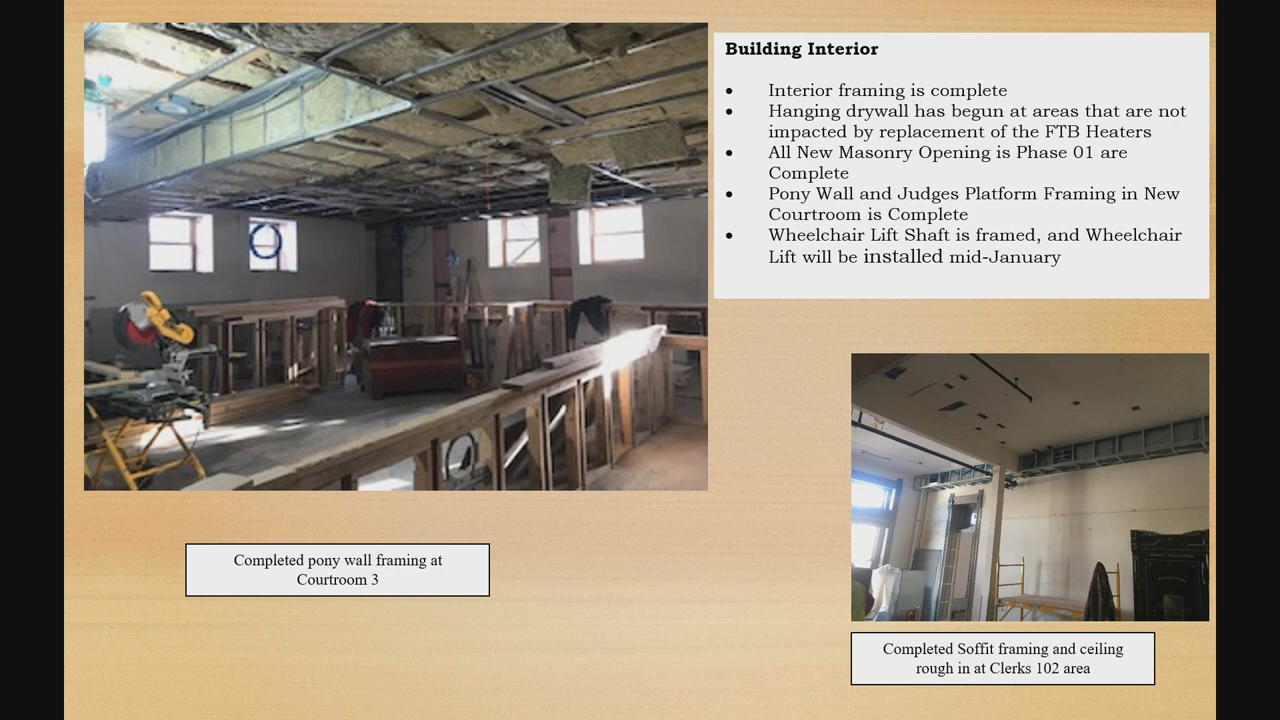 Building Interior
• Interior framing is complete
• Hanging drywall has begun at areas that are not
impacted by replacement of the FTB Heaters
• All New Masonry Opening is Phase 01 are
Complete
• Pony Wall and Judges Platform Framing in New
Courtroom is Complete
• Wheelchair Lift Shaft is framed, and Wheelchair
Lift will be installed mid-January
Completed pony wall framing at
Courtroom 3
Completed Soffit framing and ceiling
rough in at Clerks 102 area